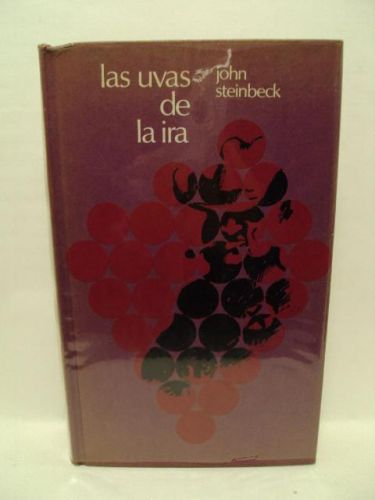 las uvas
de
la ira
john
steinbeck